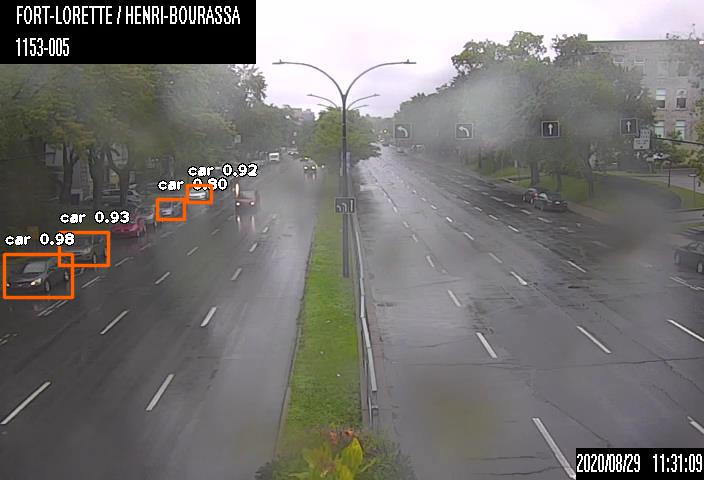 FORT-LORETTE / HENRI-BOURASSA
1153-005
car 0.92
car 0.80
car 0.93
car 0.98
2020/08/29 11:31:09